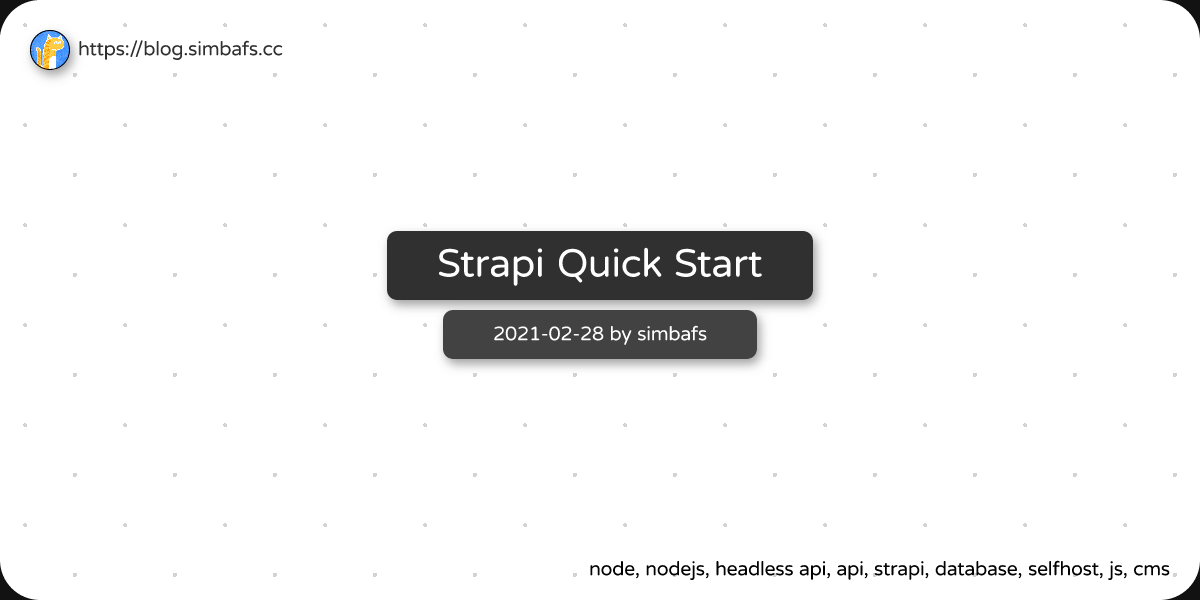 https://blog.simbafs.cc
Strapi Quick Start
2021-02-28 by simbafs
node, nodejs, headless api, api, strapi, database, selfhost, js, cms